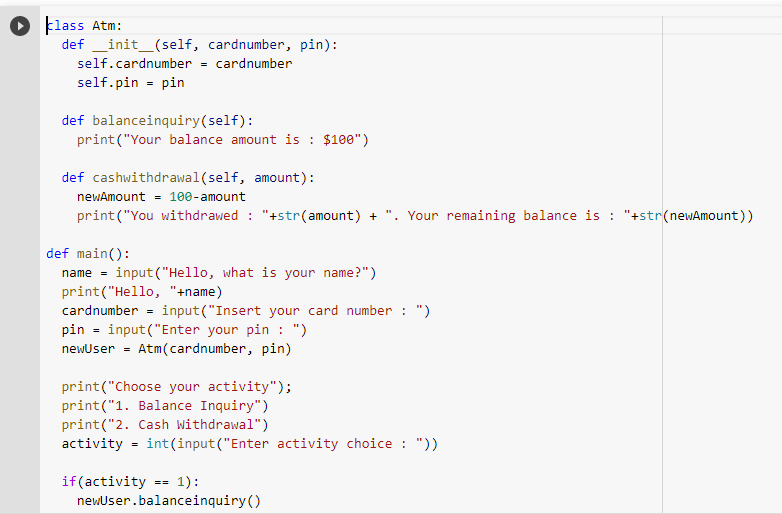 class Atm:
  def __init__(self, cardnumber, pin):
    self.cardnumber = cardnumber
    self.pin = pin

  def balanceinquiry(self):
    print("Your balance amount is : $100")

  def cashwithdrawal(self, amount):
    newAmount = 100-amount
    print("You withdrawed : "+str(amount) + ". Your remaining balance is : "+str(newAmount))

def main():
  name = input("Hello, what is your name?")
  print("Hello, "+name)
  cardnumber = input("Insert your card number : ")
  pin = input("Enter your pin : ")
  newUser = Atm(cardnumber, pin)

  print("Choose your activity");
  print("1. Balance Inquiry")
  print("2. Cash Withdrawal")
  activity = int(input("Enter activity choice : "))

  if(activity == 1):
    newUser.balanceinquiry()